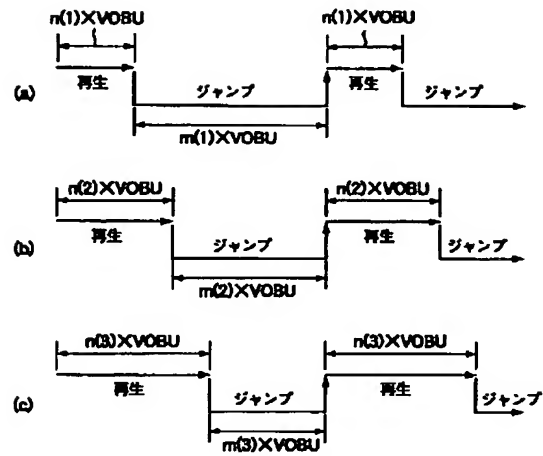 n(1)×VOBU n(1)×VOBU
再生 ジャンプ 再生 ジャンプ
(a)
m(1)×VOBU
n(2)×VOBU n(2)×VOBU
再生 ジャンプ 再生 ジャンプ
(b)
m(2)×VOBU
n(3)×VOBU n(3)×VOBU
再生 ジャンプ 再生 ジャンプ
(c)
m(3)×VOBU